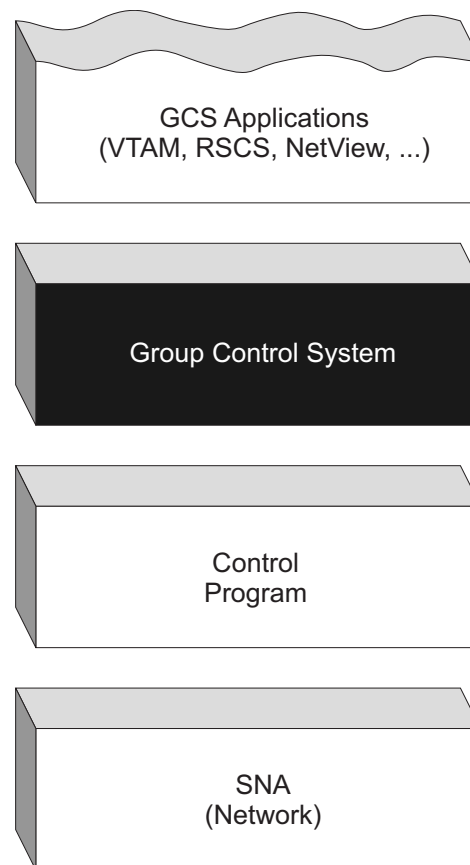 GCS Applications
(VTAM, RSCS, NetView, ...)
Group Control System
Control
Program
SNA
(Network)